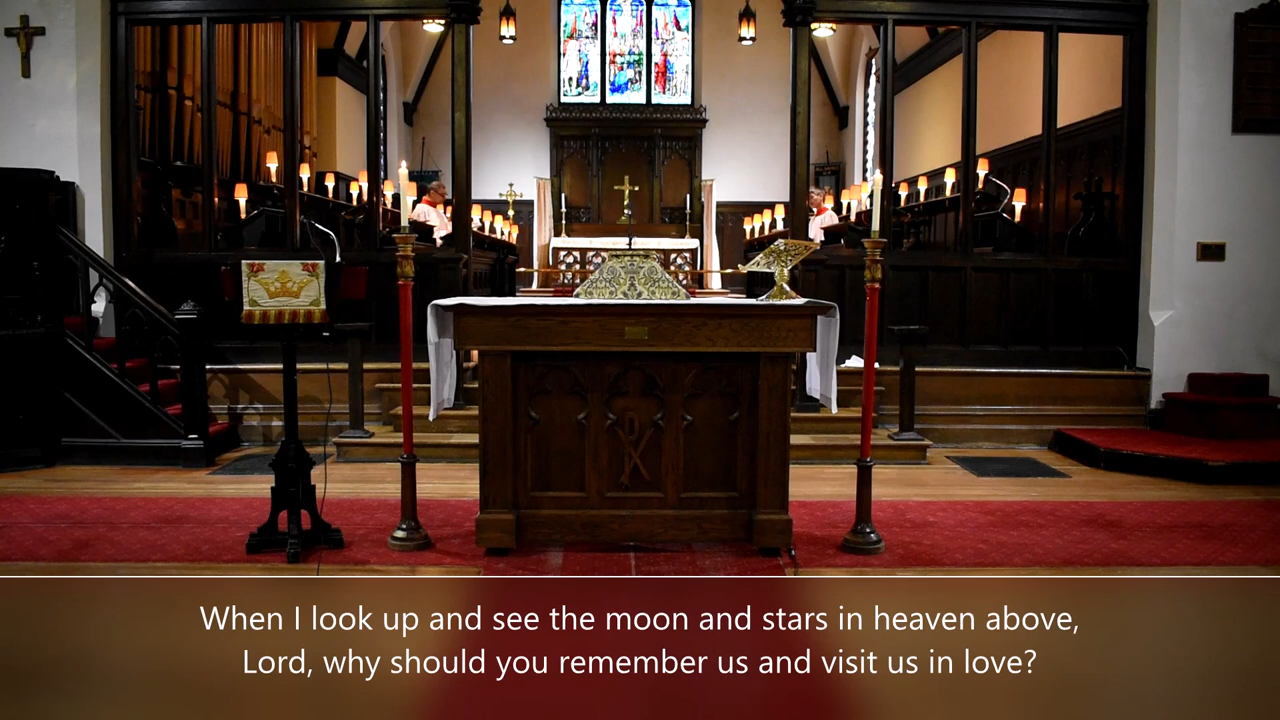 When I look up and see the moon and stars in heaven above,
Lord, why should you remember us and visit us in love?